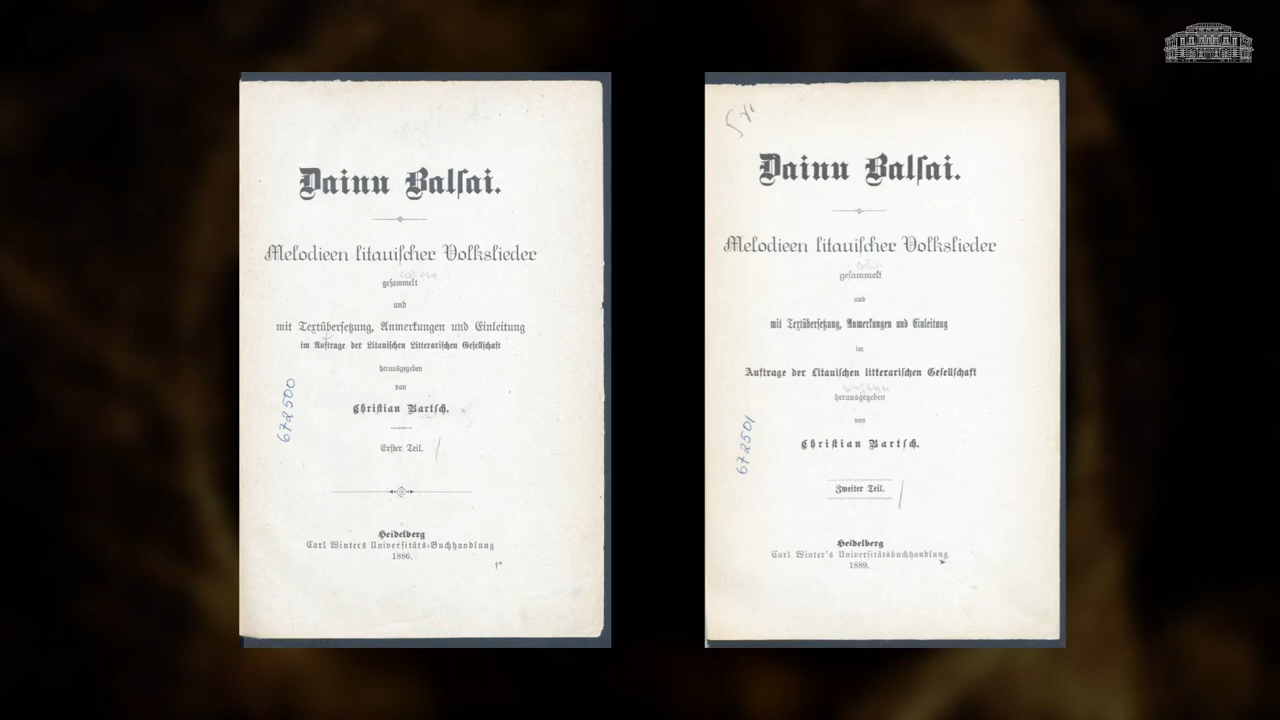 Dainu Balsai.
Melodieen litauischer Volkslieder
gesammelt
und
mit Textübersetzung, Anmerkungen und Einleitung
im Auftrage der Litauischen Litterarischen Gesellschaft
herausgegeben
von
Christian Bartsch.
Erster Teil.
672500
Heidelberg
Carl Winters Universitäts-Buchhandlung
1886.
1*
Dainu Balsai.
Melodieen litauischer Volkslieder
gesammelt
und
mit Textübersetzung, Anmerkungen und Einleitung
im
Auftrage der Litauischen litterarischen Gesellschaft
herausgegeben
von
Christian Bartsch.
Zweiter Teil.
672501
Heidelberg
Carl Winter's Universitätsbuchhandlung
1889.